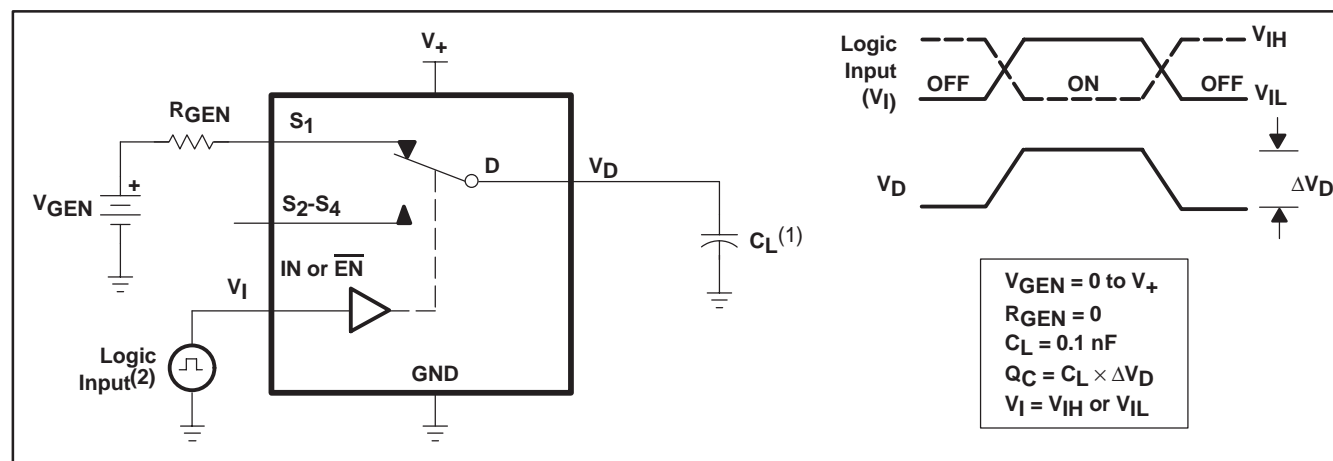 V+
RGEN
S1
D
VD
VGEN
+
S2-S4
CL(1)
IN or E̅N̅
VI
Logic
Input(2)
GND
Logic
Input
(VI)
OFF
ON
OFF
VIH
VIL
VD
ΔVD
VGEN = 0 to V+
RGEN = 0
CL = 0.1 nF
QC = CL × ΔVD
VI = VIH or VIL